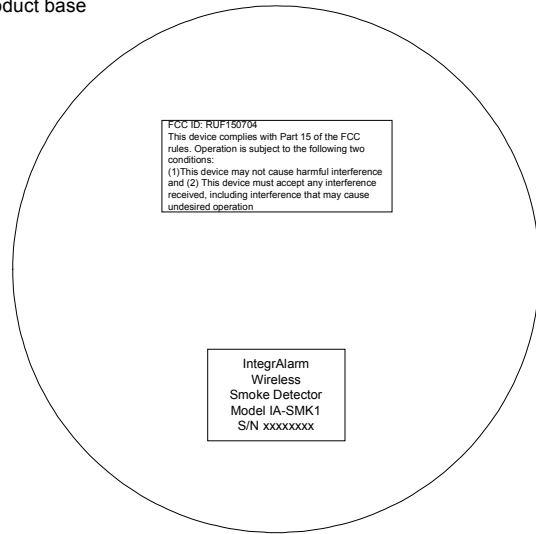 duct base
FCC ID: RUF150704
This device complies with Part 15 of the FCC
rules. Operation is subject to the following two
conditions:
(1)This device may not cause harmful interference
and (2) This device must accept any interference
received, including interference that may cause
undesired operation
IntegrAlarm
Wireless
Smoke Detector
Model IA-SMK1
S/N xxxxxxxx